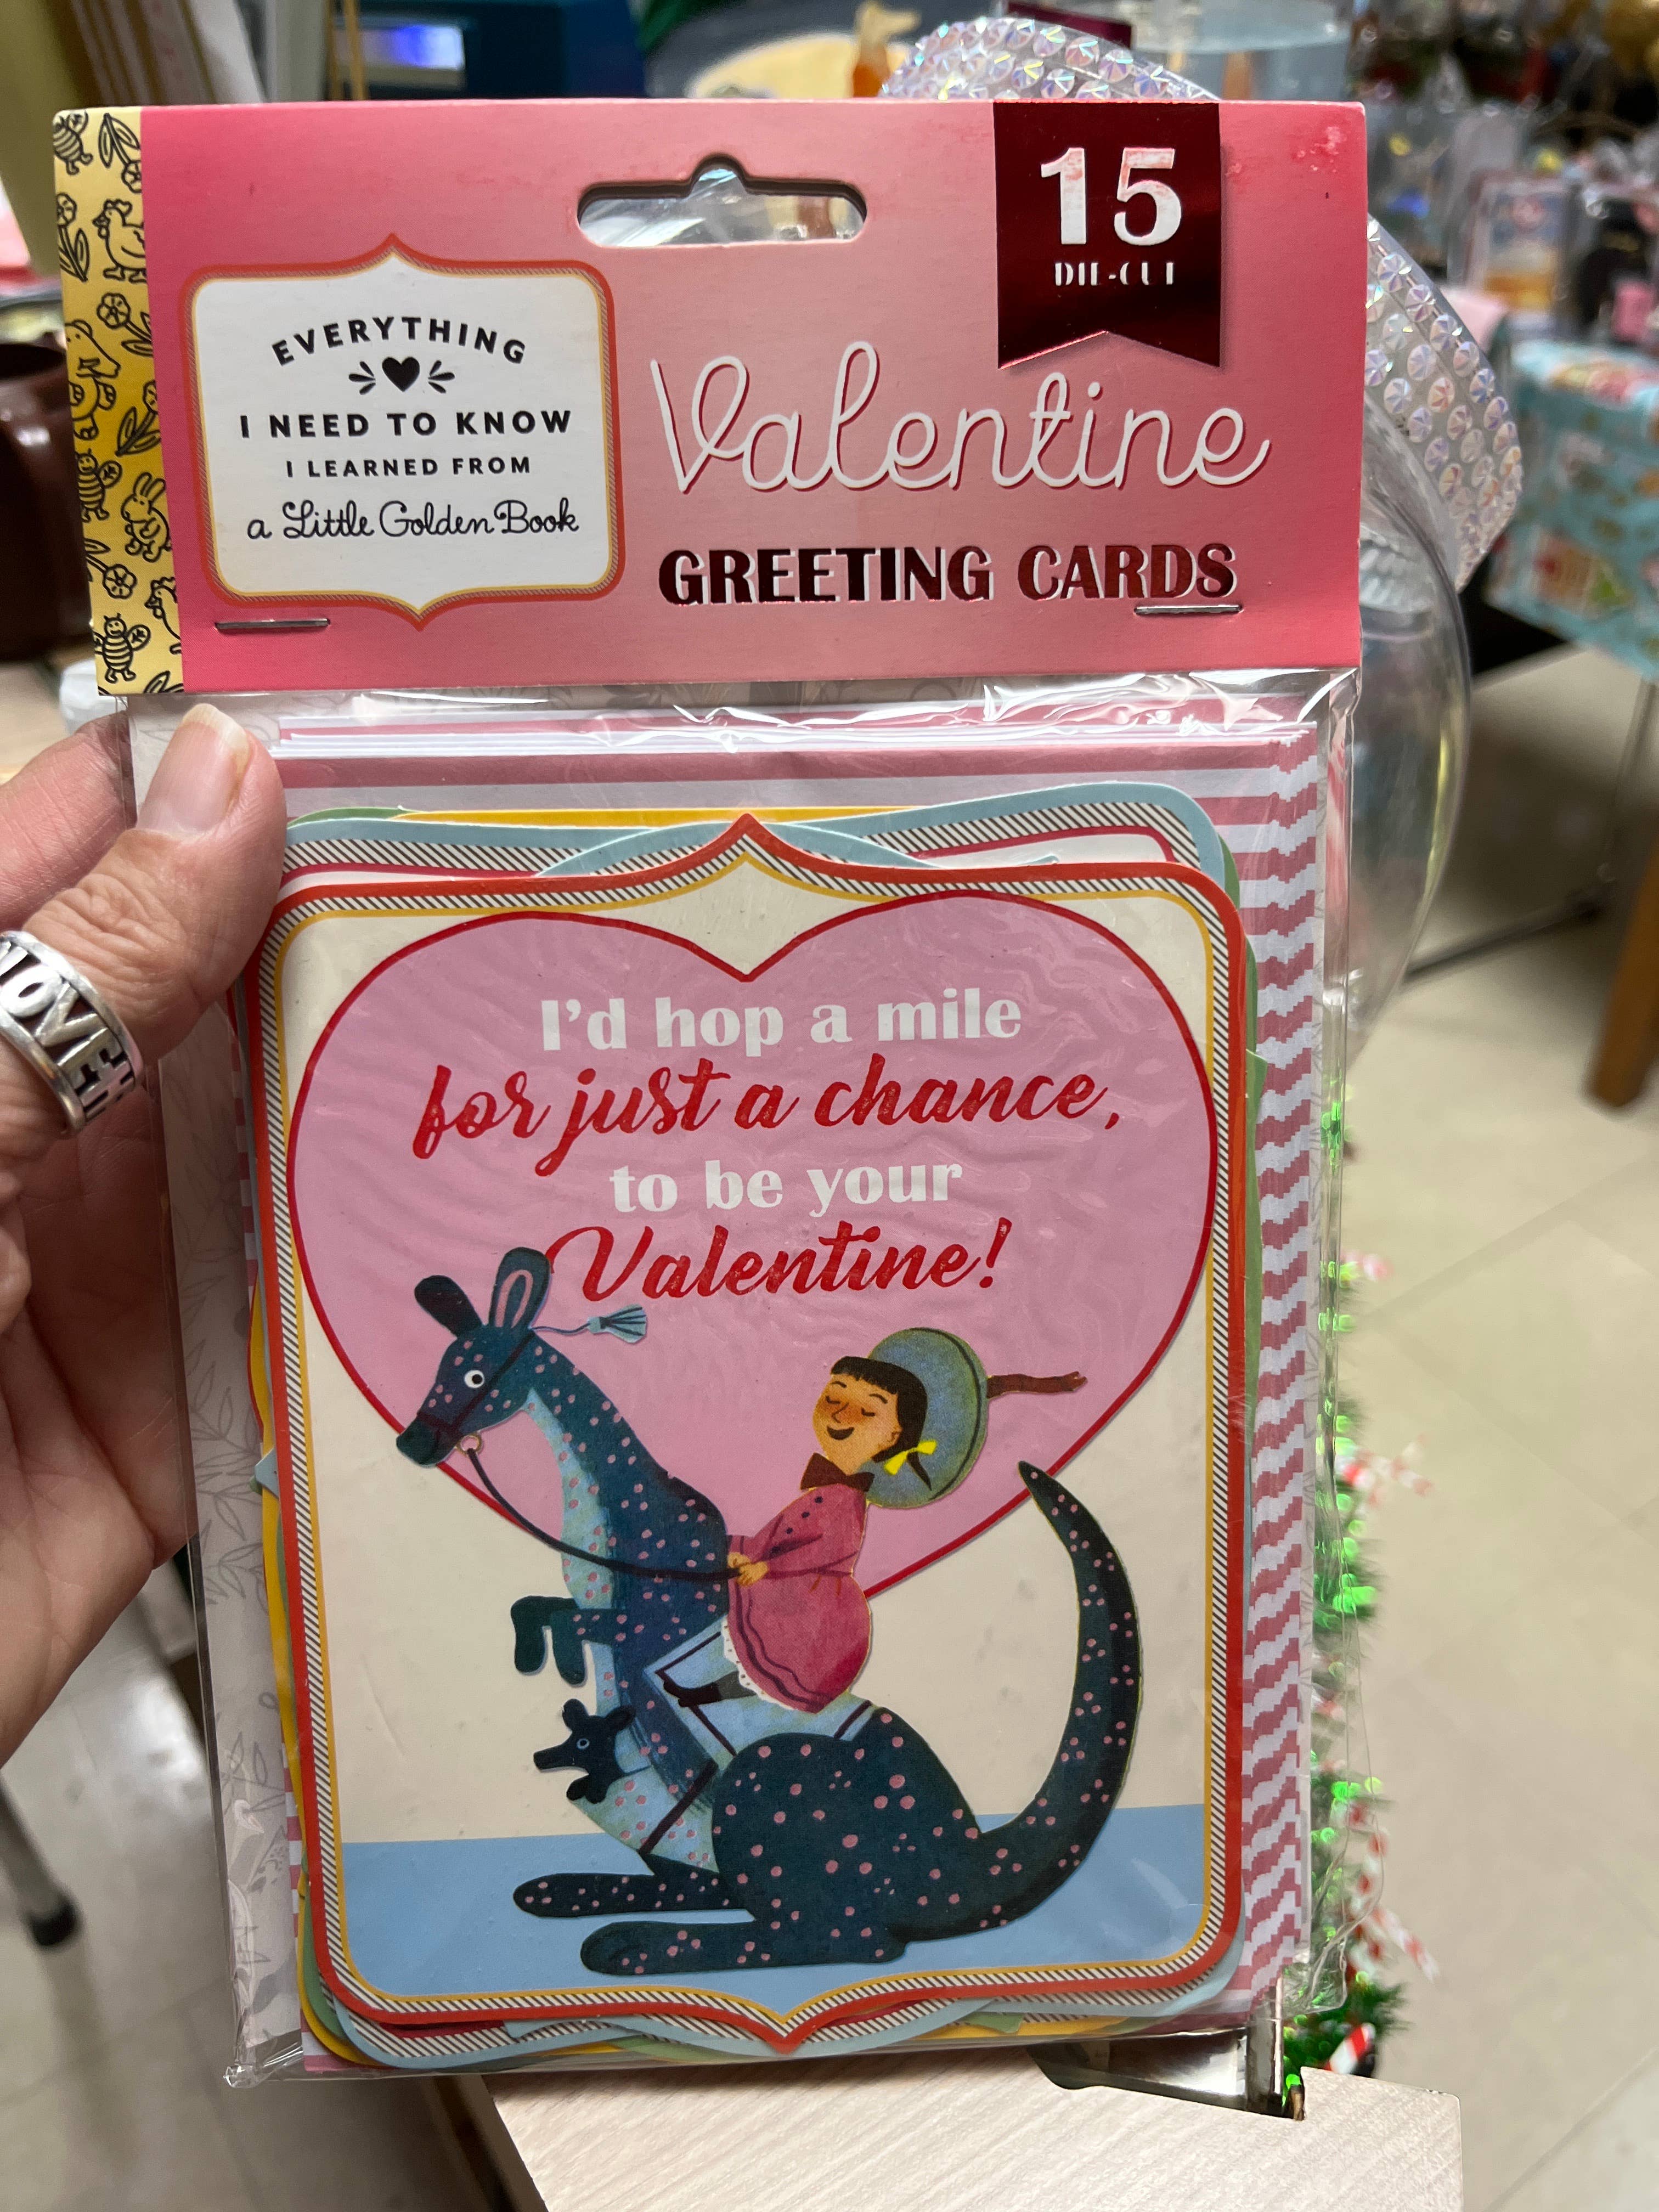 15
DIE-CUT
EVERYTHING
I NEED TO KNOW
I LEARNED FROM
a Little Golden Book
Valentine
GREETING CARDS
LOVE
I'd hop a mile
for just a chance,
to be your
Valentine!